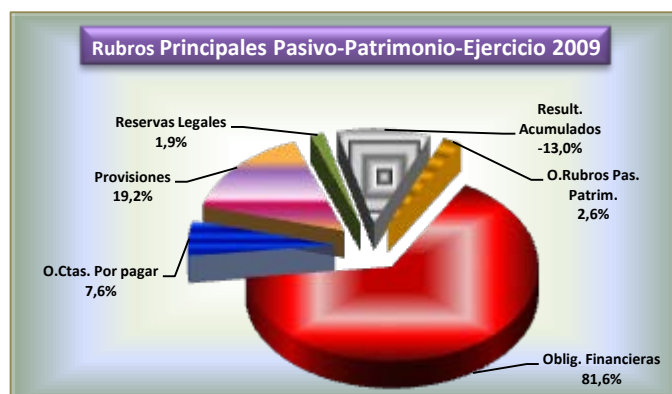 Rubros Principales Pasivo-Patrimonio-Ejercicio 2009
Reservas Legales
1,9%
Result.
Acumulados
-13,0%
Provisiones
19,2%
O.Rubros Pas.
Patrim.
2,6%
O.Ctas. Por pagar
7,6%
Oblig. Financieras
81,6%